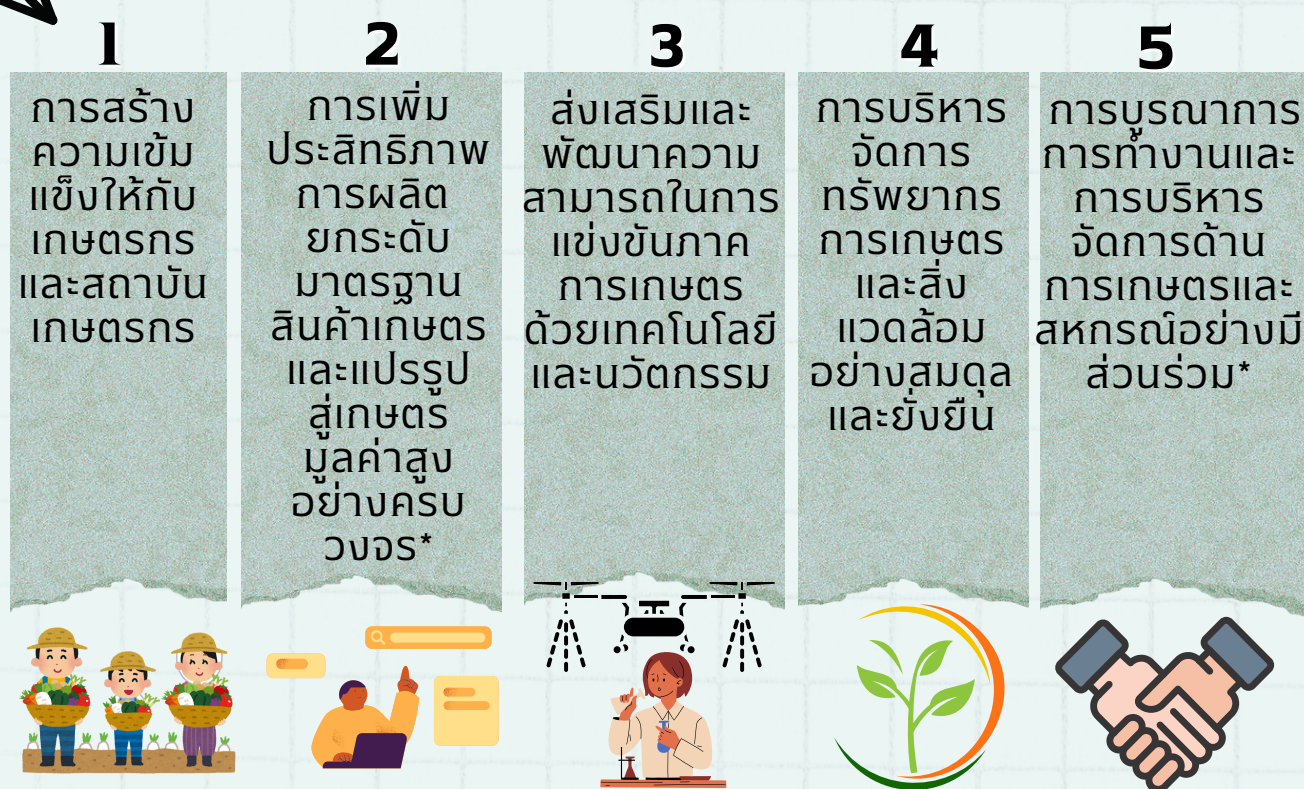 1
การสร้าง
ความเข้ม
แข็งให้กับ
เกษตรกร
และสถาบัน
เกษตรกร
2
การเพิ่ม
ประสิทธิภาพ
การผลิต
ยกระดับ
มาตรฐาน
สินค้าเกษตร
และแปรรูป
สู่เกษตร
มูลค่าสูง
อย่างครบ
วงจร*
3
ส่งเสริมและ
พัฒนาความ
สามารถในการ
แข่งขันภาค
การเกษตร
ด้วยเทคโนโลยี
และนวัตกรรม
4
การบริหาร
จัดการ
ทรัพยากร
การเกษตร
และสิ่ง
แวดล้อม
อย่างสมดุล
และยั่งยืน
5
การบูรณาการ
การทำงานและ
การบริหาร
จัดการด้าน
การเกษตรและ
สหกรณ์อย่างมี
ส่วนร่วม*